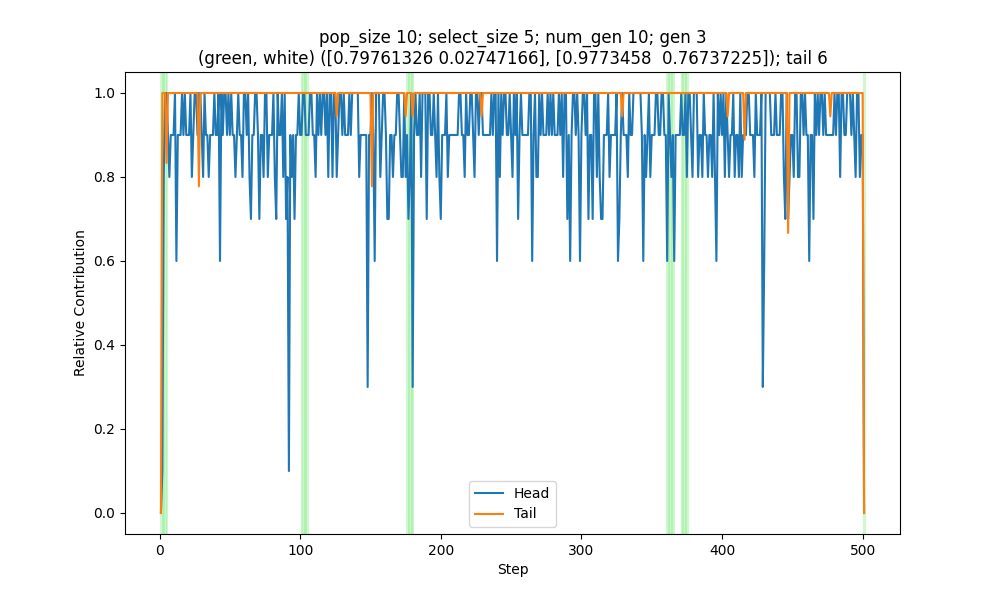 pop_size 10; select_size 5; num_gen 10; gen 3
(green, white) ([0.79761326 0.02747166], [0.9773458  0.76737225]); tail 6
1.0
0.8
0.6
0.4
0.2
0.0
Relative Contribution
Head
Tail
0
100
200
300
400
500
Step